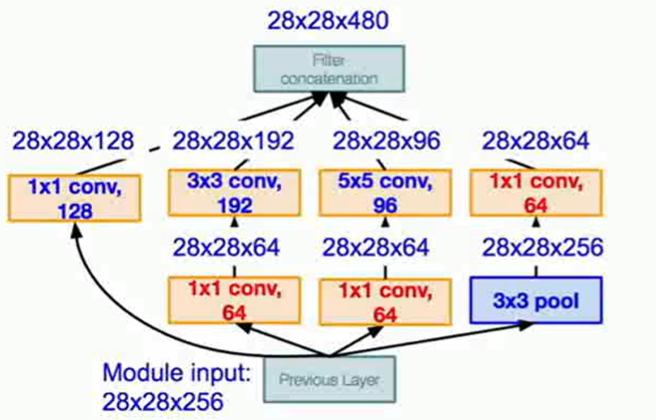 28x28x480
Filter
concatenation
28x28x128 28x28x192 28x28x96 28x28x64
1x1 conv,
128
3x3 conv,
192
5x5 conv,
96
1x1 conv,
64
28x28x64 28x28x64 28x28x256
1x1 conv,
64
1x1 conv,
64
3x3 pool
Module input:
28x28x256
Previous Layer